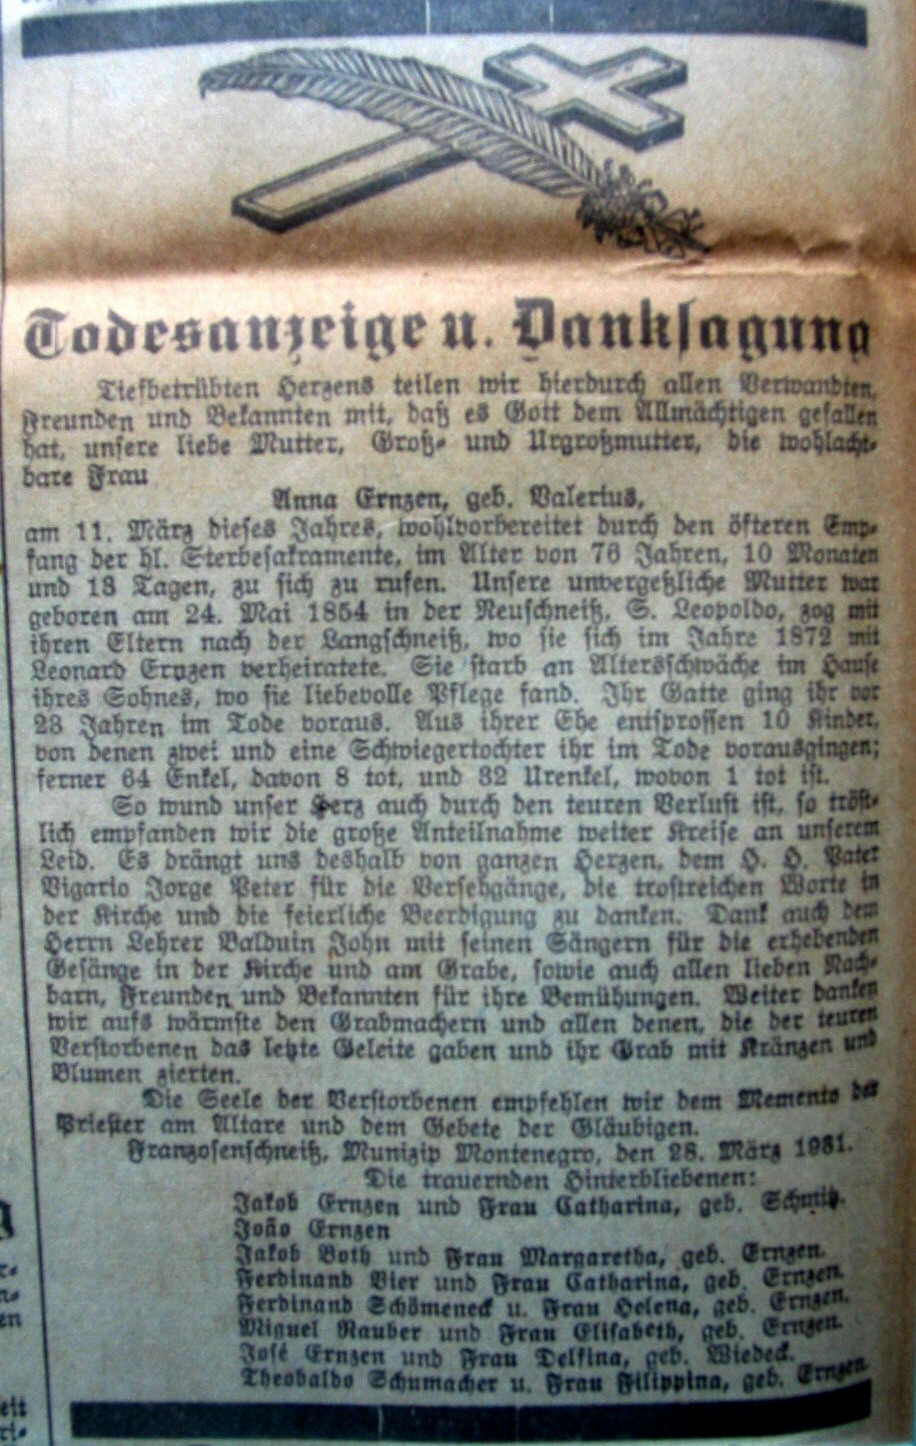 Todesanzeige u. Danksagung
Tiefbetrübten Herzens teilen wir hierdurch allen Verwandten,
Freunden und Bekannten mit, daß es Gott dem Allmächtigen gefallen
hat, unsere liebe Mutter, Groß- und Urgroßmutter, die wohlacht-
bare Frau
Anna Ernzen, geb. Valerius,
am 11. März dieses Jahres, wohlvorbereitet durch den öfteren Emp-
fang der hl. Sterbesakramente, im Alter von 76 Jahren, 10 Monaten
und 13 Tagen, zu sich zu rufen. Unsere unvergeßliche Mutter war
geboren am 24. Mai 1854 in der Neuschneiß, S. Leopoldo, zog mit
ihren Eltern nach der Langschneiß, wo sie sich im Jahre 1872 mit
Leonard Ernzen verheiratete. Sie starb an Altersschwäche im Hause
ihres Sohnes, wo sie liebevolle Pflege fand. Ihr Gatte ging ihr vor
23 Jahren im Tode voraus. Aus ihrer Ehe entsprossen 10 Kinder,
von denen zwei und eine Schwiegertochter ihr im Tode vorausgingen;
ferner 64 Enkel, davon 8 tot, und 32 Urenkel, wovon 1 tot ist.
So wund unser Herz auch durch den teuren Verlust ist, so tröst-
lich empfanden wir die große Anteilnahme weiter Kreise an unserem
Leid. Es drängt uns deshalb von ganzen Herzen, dem H. H. Pater
Vigario Jorge Peter für die Versehgänge, die trostreichen Worte in
der Kirche und die feierliche Beerdigung zu danken. Dank auch dem
Herrn Lehrer Balduin John mit seinen Sängern für die erhebenden
Gesänge in der Kirche und am Grabe, sowie auch allen lieben Nach-
barn, Freunden und Bekannten für ihre Bemühungen. Weiter danken
wir aufs wärmste den Grabmachern und allen denen, die der teuren
Verstorbenen das letzte Geleite gaben und ihr Grab mit Kränzen und
Blumen zierten.
Die Seele der Verstorbenen empfehlen wir dem Memento der
Priester am Altare und dem Gebete der Gläubigen.
Franzosenschneiß, Munizip Montenegro, den 28. März 1931.
Die trauernden Hinterbliebenen:
Jakob Ernzen und Frau Catharina, geb. Schmitz.
João Ernzen
Jakob Both und Frau Margaretha, geb. Ernzen.
Ferdinand Vier und Frau Catharina, geb. Ernzen.
Ferdinand Schömeneck u. Frau Helena, geb. Ernzen.
Miguel Rauber und Frau Elisabeth, geb. Ernzen.
José Ernzen und Frau Delfina, geb. Wiedeck.
Theobaldo Schumacher u. Frau Filippina, geb. Ernzen.